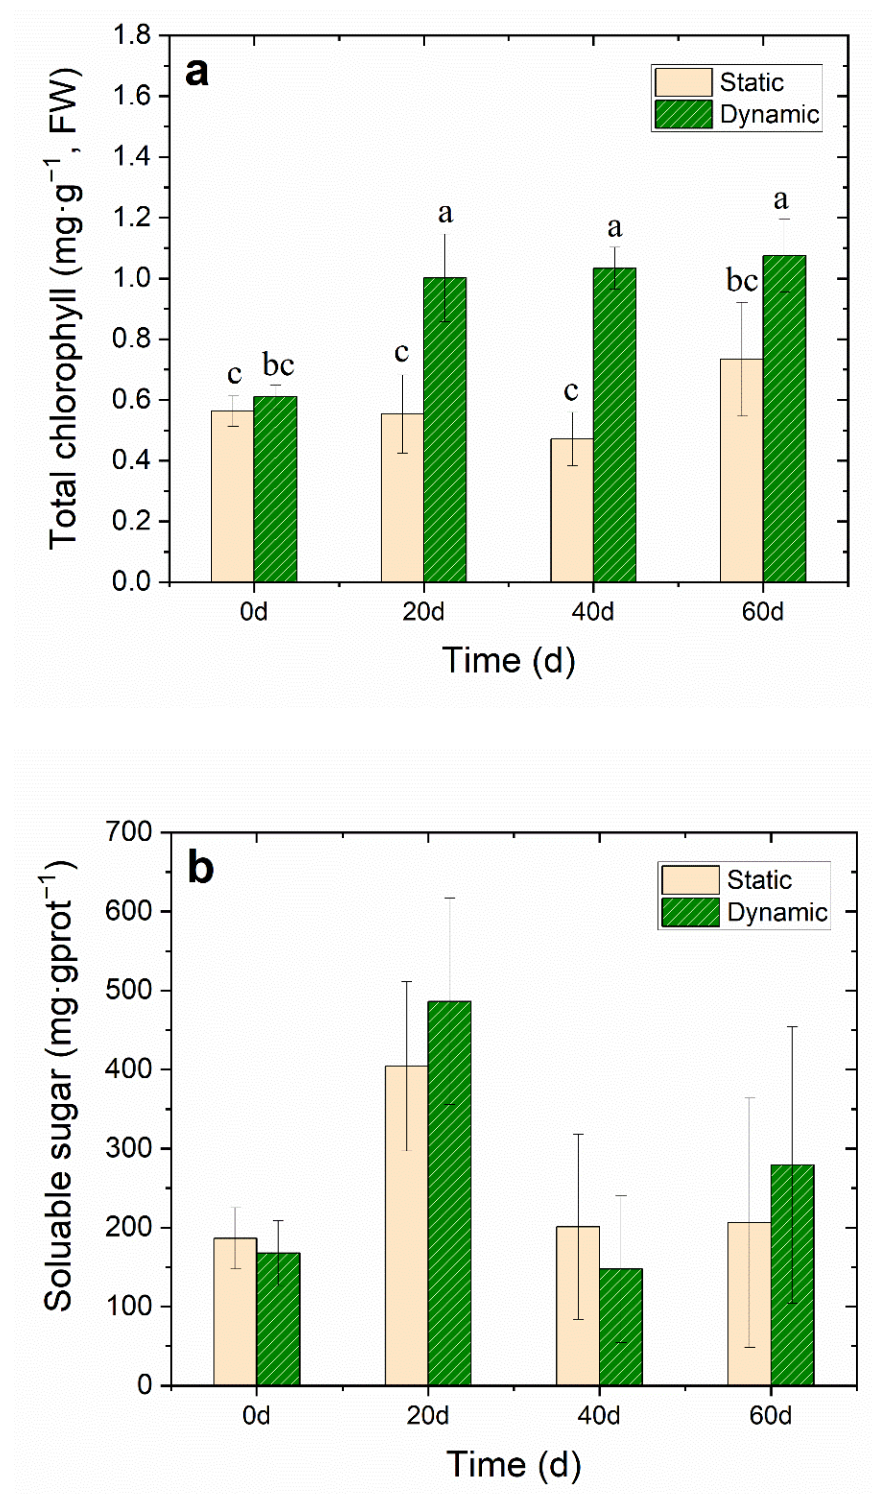 a
Static
Dynamic
Total chlorophyll (mg·g⁻¹, FW)
1.8
1.6
1.4
1.2
1.0
0.8
0.6
0.4
0.2
0.0
c
bc
c
a
c
a
bc
a
0d
20d
40d
60d
Time (d)
b
Static
Dynamic
Soluable sugar (mg·gprot⁻¹)
700
600
500
400
300
200
100
0
0d
20d
40d
60d
Time (d)